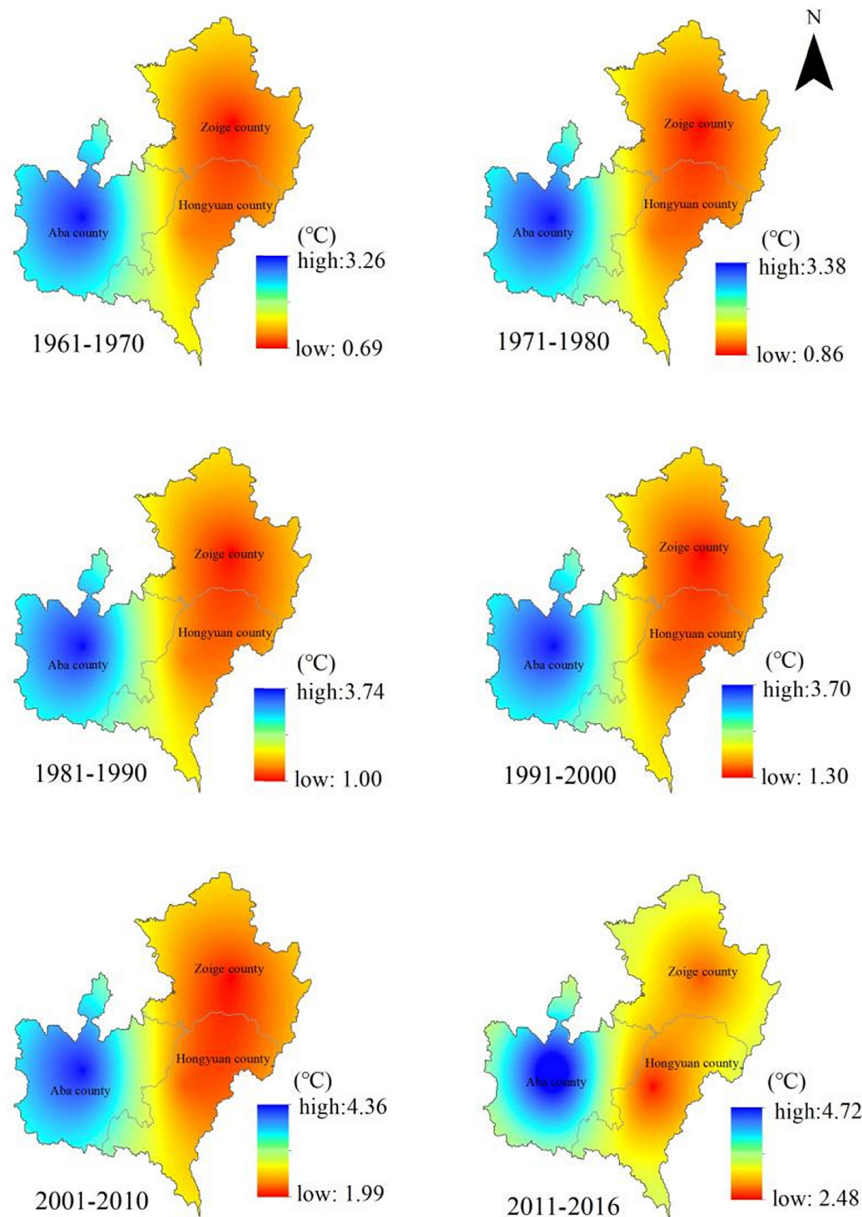 N
Zoige county
Hongyuan county
Aba county
(℃)
high:3.26
low: 0.69
1961-1970
Zoige county
Hongyuan county
Aba county
(℃)
high:3.38
low: 0.86
1971-1980
Zoige county
Hongyuan county
Aba county
(℃)
high:3.74
low: 1.00
1981-1990
Zoige county
Hongyuan county
Aba county
(℃)
high:3.70
low: 1.30
1991-2000
Zoige county
Hongyuan county
Aba county
(℃)
high:4.36
low: 1.99
2001-2010
Zoige county
Hongyuan county
Aba county
(℃)
high:4.72
low: 2.48
2011-2016